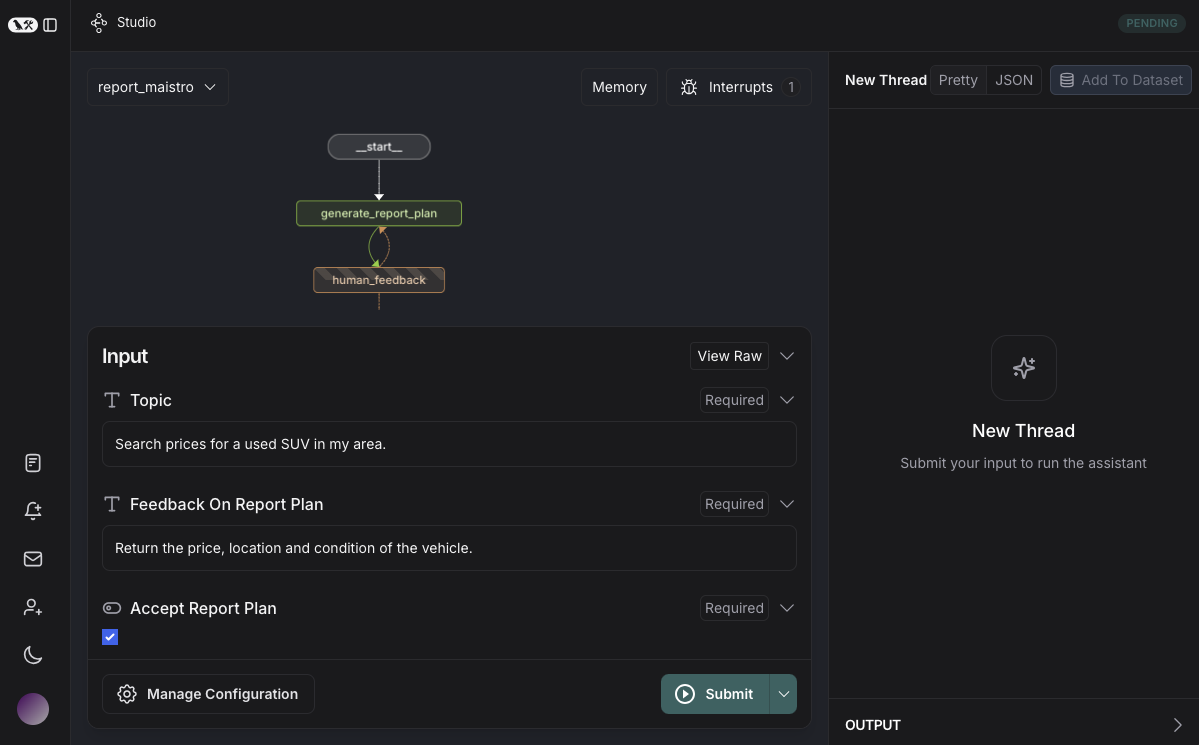 Studio
PENDING
report_maistro
Memory
Interrupts 1
New Thread
Pretty
JSON
Add To Dataset
__start__
generate_report_plan
human_feedback
Input
View Raw
Topic
Required
Search prices for a used SUV in my area.
Feedback On Report Plan
Required
Return the price, location and condition of the vehicle.
Accept Report Plan
Required
Manage Configuration
Submit
New Thread
Submit your input to run the assistant
OUTPUT